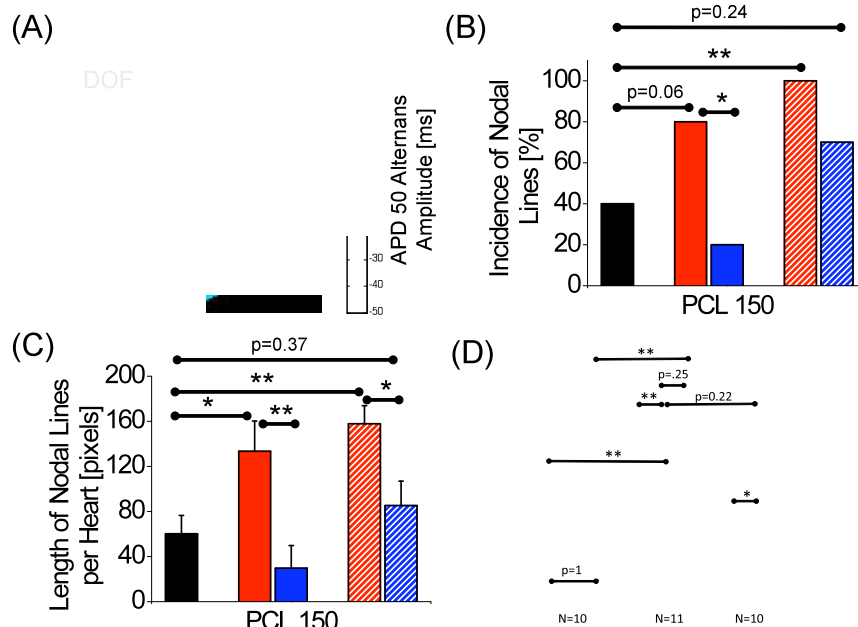 (A)
DOF
APD 50 Alternans
Amplitude [ms]
-30
-40
-50
(B)
p=0.24
**
p=0.06
*
Incidence of Nodal
Lines [%]
100
80
60
40
20
0
PCL 150
(C)
p=0.37
**
*
*
**
Length of Nodal Lines
per Heart [pixels]
200
160
120
80
40
0
PCL 150
(D)
**
p=.25
**
p=0.22
**
*
p=1
N=10
N=11
N=10